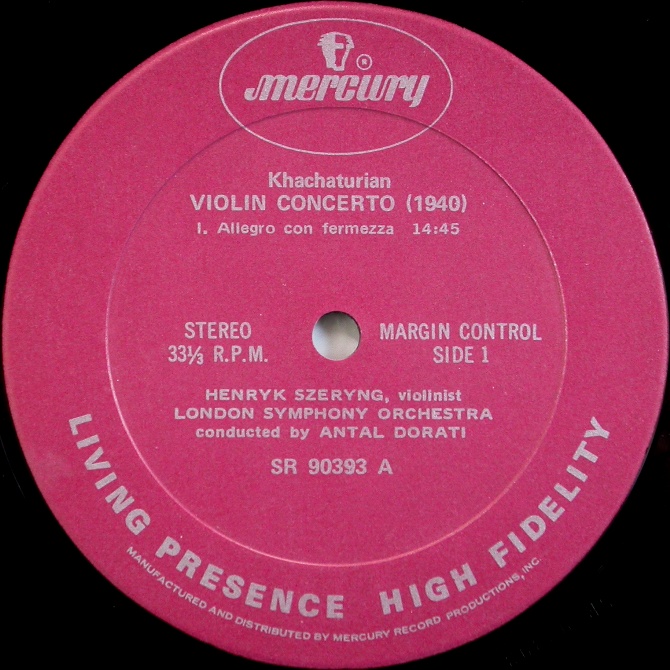 mercury ®
Khachaturian
VIOLIN CONCERTO (1940)
I. Allegro con fermezza 14:45
STEREO
33⅓ R.P.M.
MARGIN CONTROL
SIDE 1
HENRYK SZERYNG, violinist
LONDON SYMPHONY ORCHESTRA
conducted by ANTAL DORATI
SR 90393 A
LIVING PRESENCE HIGH FIDELITY
MANUFACTURED AND DISTRIBUTED BY MERCURY RECORD PRODUCTIONS, INC.